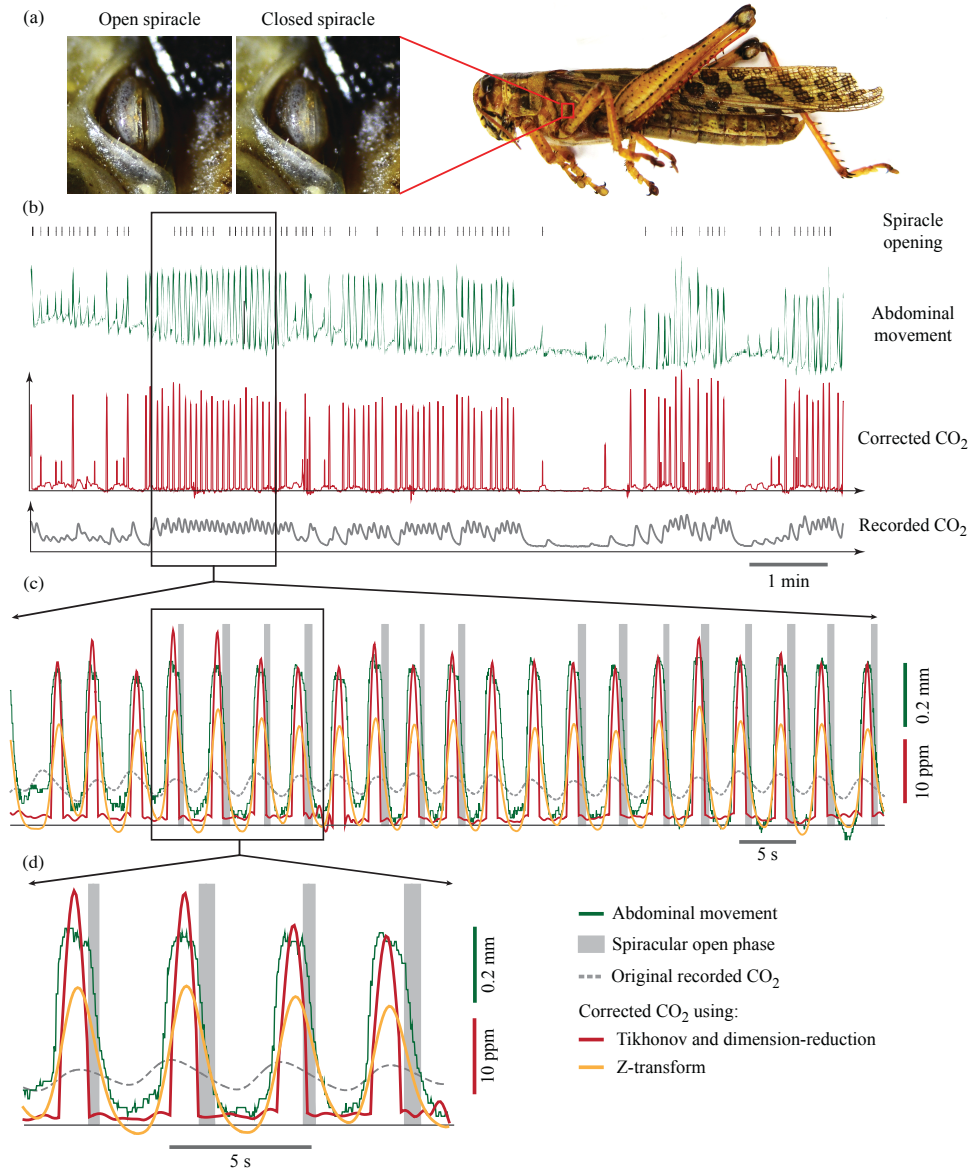 (a)
Open spiracle
Closed spiracle
(b)
Spiracle
opening
Abdominal
movement
Corrected CO₂
Recorded CO₂
1 min
(c)
0.2 mm
10 ppm
5 s
(d)
0.2 mm
10 ppm
5 s
Abdominal movement
Spiracular open phase
Original recorded CO₂
Corrected CO₂ using:
Tikhonov and dimension-reduction
Z-transform